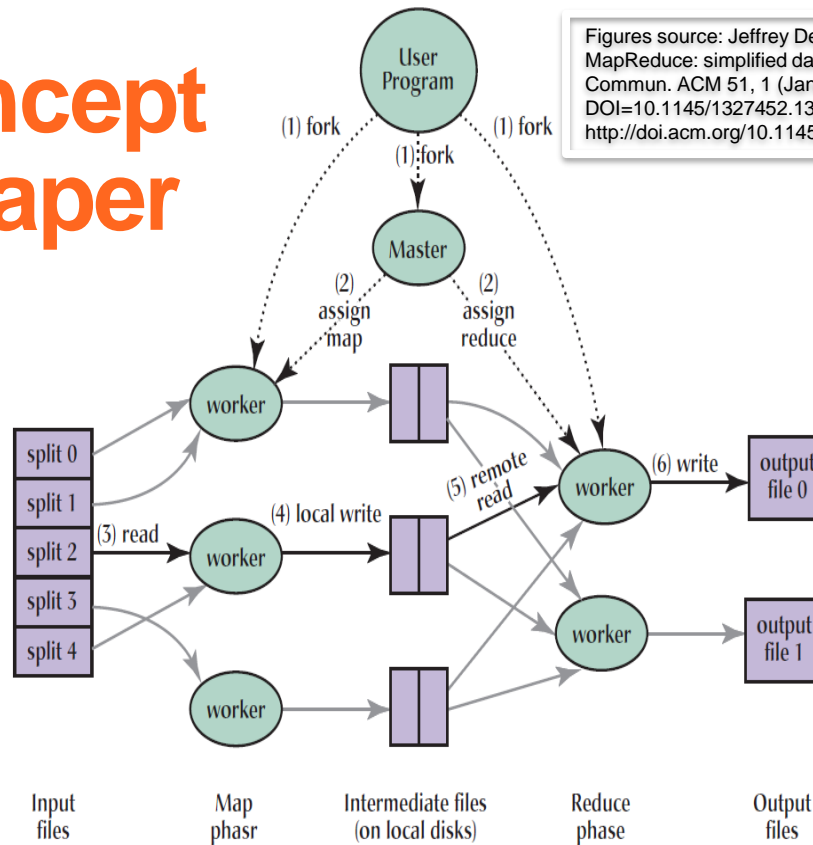 ncept
aper
Figures source: Jeffrey De
MapReduce: simplified da
Commun. ACM 51, 1 (Jan
DOI=10.1145/1327452.13
http://doi.acm.org/10.1145
User
Program
(1) fork
(1) fork
(1) fork
Master
(2)
assign
map
(2)
assign
reduce
worker
split 0
split 1
split 2
split 3
split 4
(3) read
worker
(4) local write
(5) remote
read
worker
(6) write
output
file 0
worker
output
file 1
worker
Input
files
Map
phasr
Intermediate files
(on local disks)
Reduce
phase
Output
files